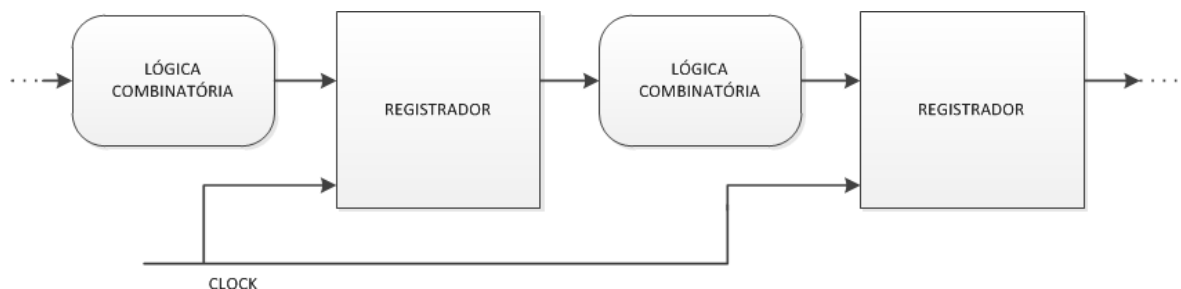 LÓGICA
COMBINATÓRIA
REGISTRADOR
LÓGICA
COMBINATÓRIA
REGISTRADOR
CLOCK